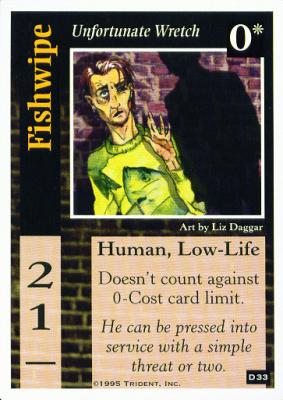 Fishwipe
Unfortunate Wretch
0*
Art by Liz Daggar
2
1
—
Human, Low-Life
Doesn't count against
0-Cost card limit.
He can be pressed into
service with a simple
threat or two.
©1995 TRIDENT, INC.
D33